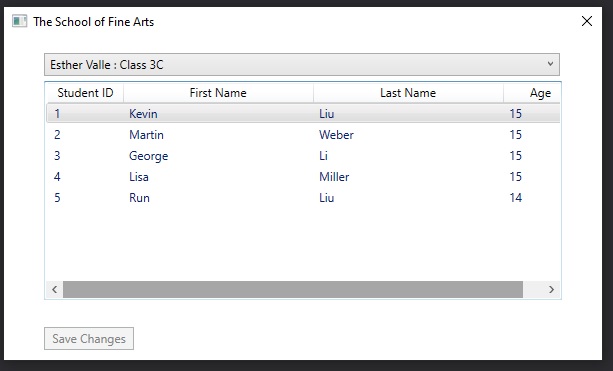 The School of Fine Arts
Esther Valle : Class 3C
Student ID First Name Last Name Age
1 Kevin Liu 15
2 Martin Weber 15
3 George Li 15
4 Lisa Miller 15
5 Run Liu 14
Save Changes